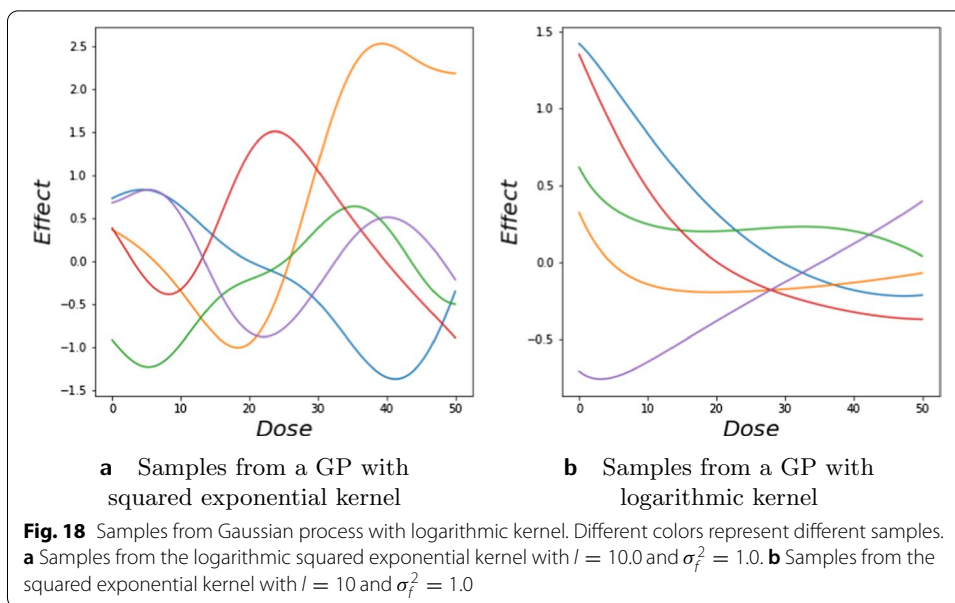 2.5
2.0
1.5
1.0
0.5
0.0
−0.5
−1.0
−1.5
Effect
0 10 20 30 40 50
Dose
1.5
1.0
0.5
0.0
−0.5
Effect
0 10 20 30 40 50
Dose
a Samples from a GP with
squared exponential kernel
b Samples from a GP with
logarithmic kernel
Fig. 18 Samples from Gaussian process with logarithmic kernel. Different colors represent different samples.
a Samples from the logarithmic squared exponential kernel with l = 10.0 and σ_f^2 = 1.0. b Samples from the
squared exponential kernel with l = 10 and σ_f^2 = 1.0